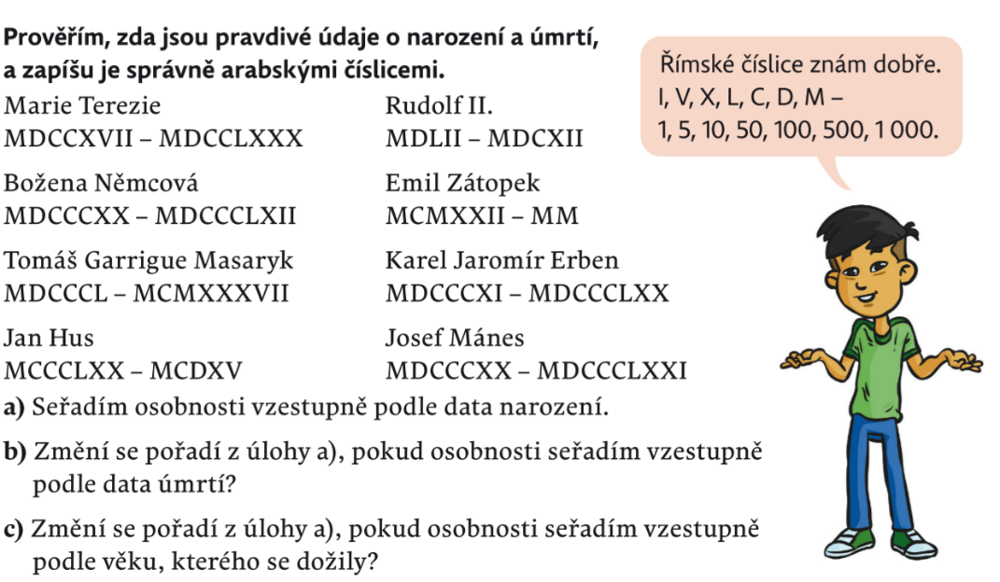 Prověřím, zda jsou pravdivé údaje o narození a úmrtí,
a zapíšu je správně arabskými číslicemi.
Marie Terezie
MDCCXVII – MDCCLXXX
Božena Němcová
MDCCCXX – MDCCCLXII
Tomáš Garrigue Masaryk
MDCCCL – MCMXXXVII
Jan Hus
MCCCLXX – MCDXV
Rudolf II.
MDLII – MDCXII
Emil Zátopek
MCMXXII – MM
Karel Jaromír Erben
MDCCCXI – MDCCCLXX
Josef Mánes
MDCCCXX – MDCCCLXXI
Římské číslice znám dobře.
I, V, X, L, C, D, M –
1, 5, 10, 50, 100, 500, 1 000.
a) Seřadím osobnosti vzestupně podle data narození.
b) Změní se pořadí z úlohy a), pokud osobnosti seřadím vzestupně
podle data úmrtí?
c) Změní se pořadí z úlohy a), pokud osobnosti seřadím vzestupně
podle věku, kterého se dožily?